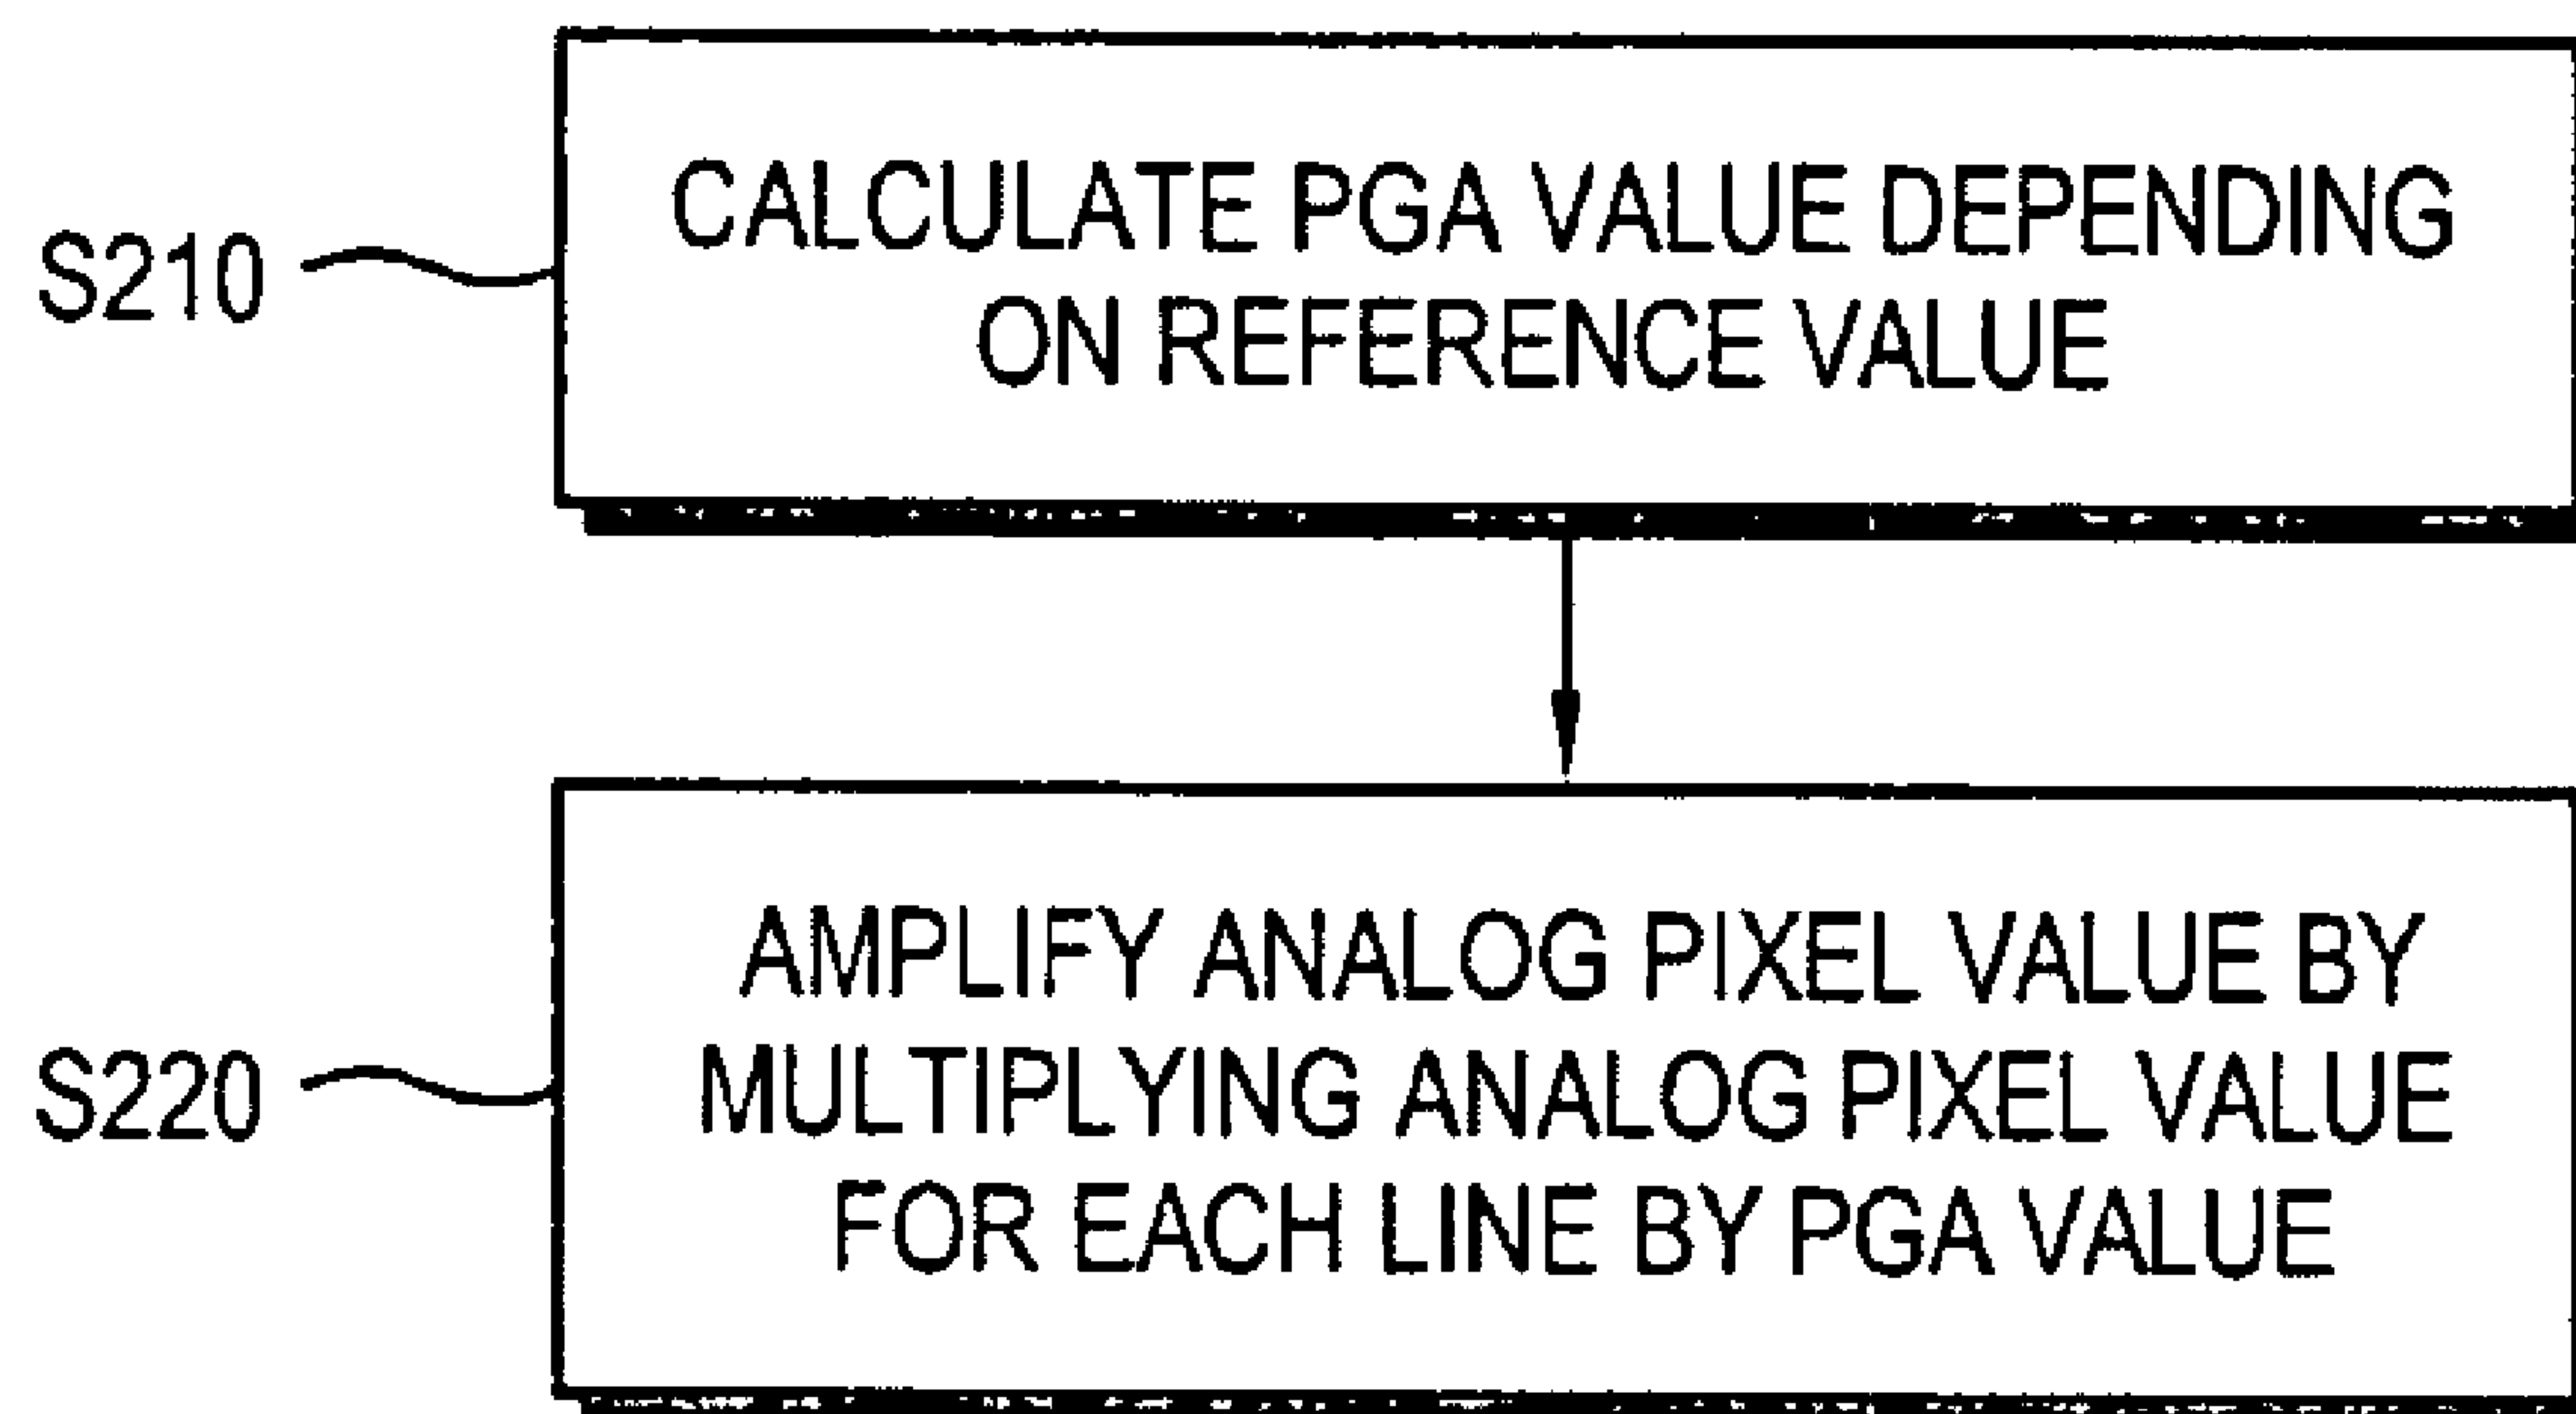 S210
CALCULATE PGA VALUE DEPENDING
ON REFERENCE VALUE
S220
AMPLIFY ANALOG PIXEL VALUE BY
MULTIPLYING ANALOG PIXEL VALUE
FOR EACH LINE BY PGA VALUE